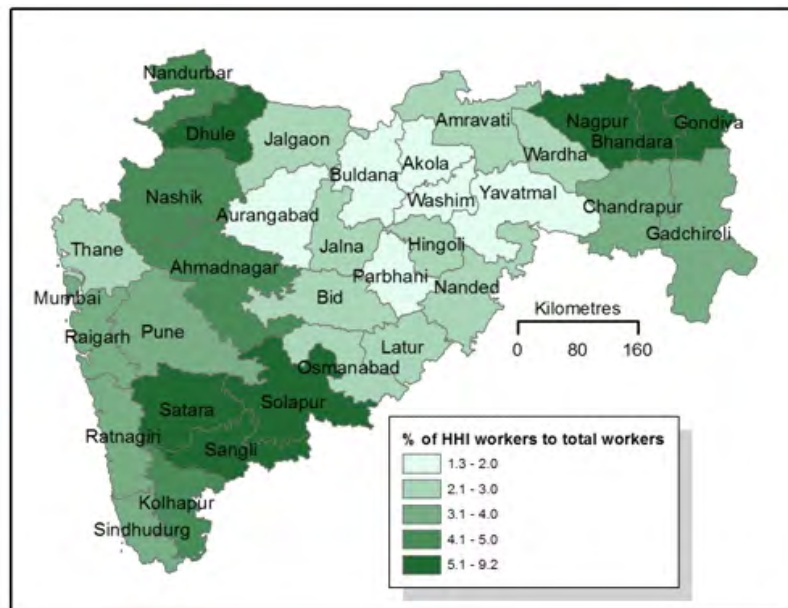 Nandurbar
Dhule
Jalgaon
Amravati
Nagpur
Bhandara
Gondiya
Wardha
Akola
Buldana
Nashik
Washim
Yavatmal
Aurangabad
Chandrapur
Jalna
Hingoli
Gadchiroli
Thane
Ahmadnagar
Parbhani
Mumbai
Bid
Nanded
Kilometres
Raigarh
Pune
0 80 160
Latur
Osmanabad
Satara
Solapur
Ratnagiri
Sangli
Kolhapur
Sindhudurg
% of HHI workers to total workers
1.3 - 2.0
2.1 - 3.0
3.1 - 4.0
4.1 - 5.0
5.1 - 9.2